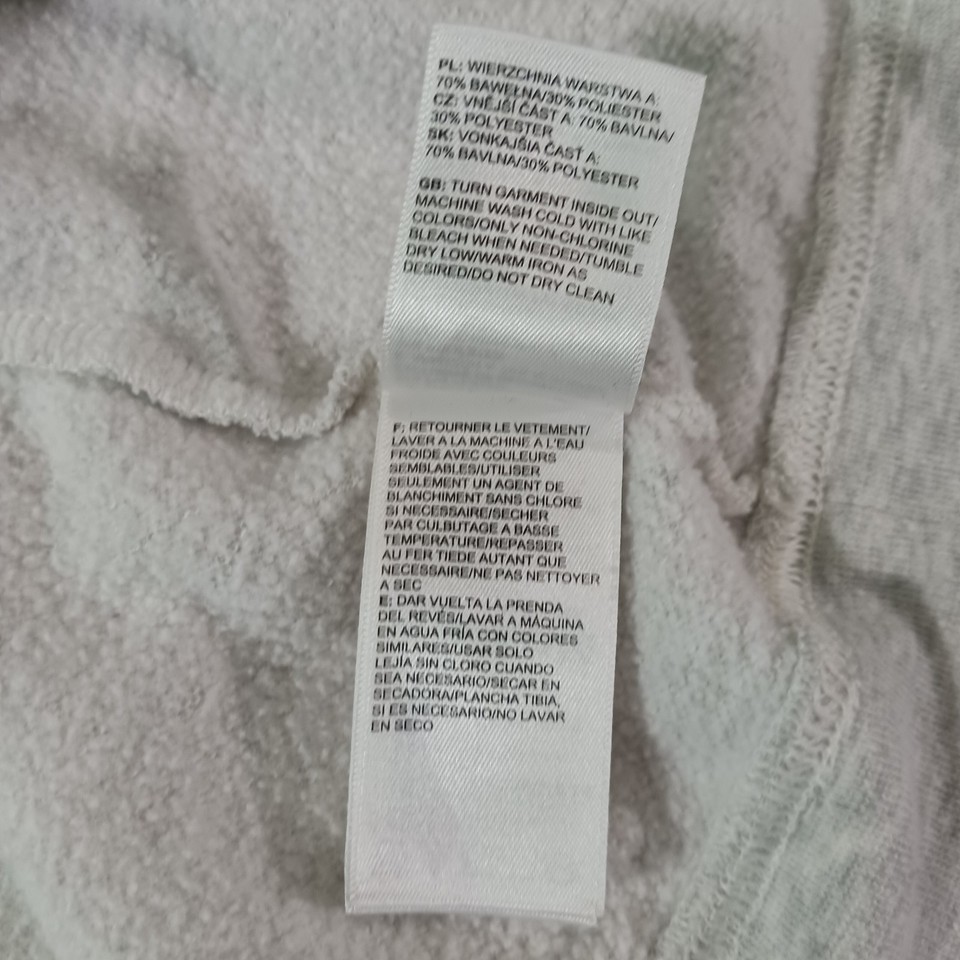 PL: WIERZCHNIA WARSTWA A:
70% BAWEŁNA/30% POLIESTER
CZ: VNĚJŠÍ ČÁST A: 70% BAVLNA/
30% POLYESTER
SK: VONKAJŠIA ČASŤ A:
70% BAVLNA/30% POLYESTER
GB: TURN GARMENT INSIDE OUT/
MACHINE WASH COLD WITH LIKE
COLORS/ONLY NON-CHLORINE
BLEACH WHEN NEEDED/TUMBLE
DRY LOW/WARM IRON AS
DESIRED/DO NOT DRY CLEAN
F: RETOURNER LE VETEMENT/
LAVER A LA MACHINE A L'EAU
FROIDE AVEC COULEURS
SEMBLABLES/UTILISER
SEULEMENT UN AGENT DE
BLANCHIMENT SANS CHLORE
SI NECESSAIRE/SECHER
PAR CULBUTAGE A BASSE
TEMPERATURE/REPASSER
AU FER TIEDE AUTANT QUE
NECESSAIRE/NE PAS NETTOYER
A SEC
E: DAR VUELTA LA PRENDA
DEL REVÉS/LAVAR A MÁQUINA
EN AGUA FRÍA CON COLORES
SIMILARES/USAR SOLO
LEJÍA SIN CLORO CUANDO
SEA NECESARIO/SECAR EN
SECADORA/PLANCHA TIBIA,
SI ES NECESARIO/NO LAVAR
EN SECO